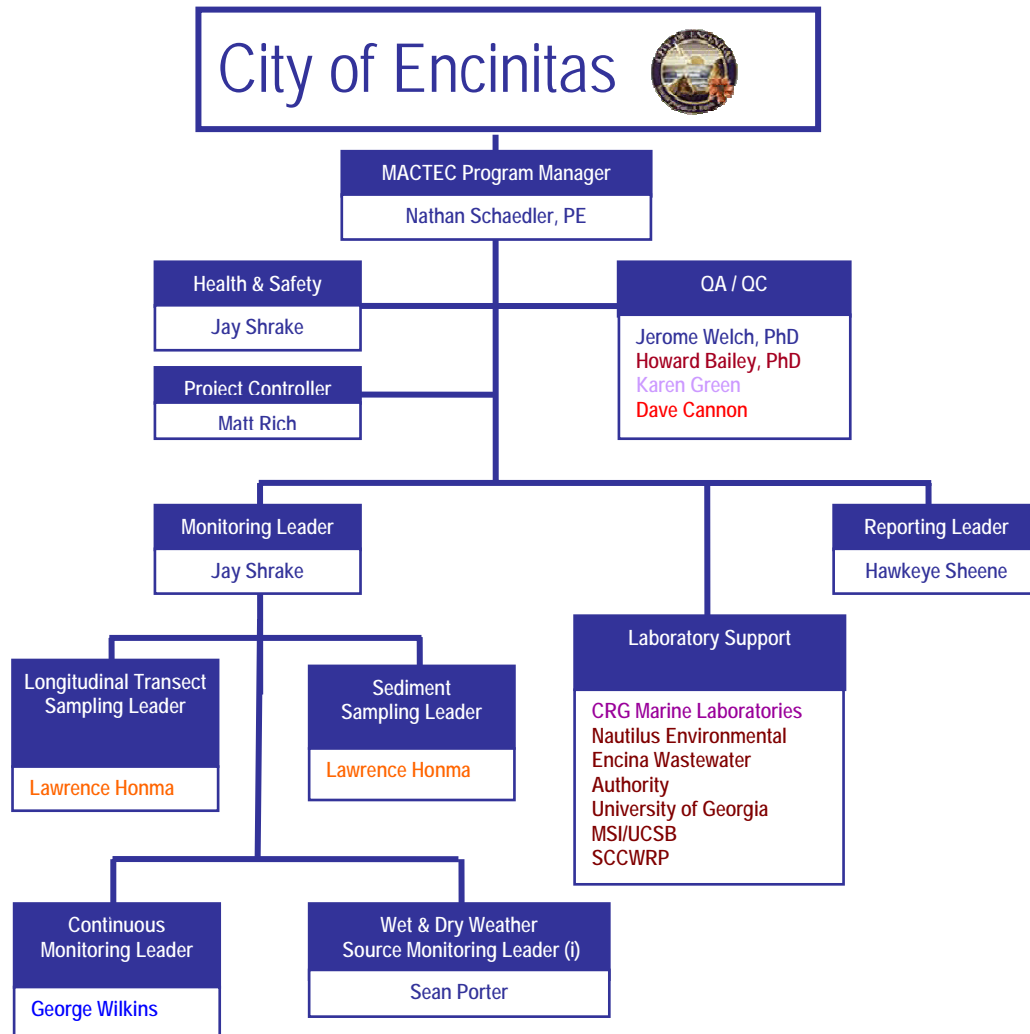 City of Encinitas
CITY OF ENCINITAS
MACTEC Program Manager
Nathan Schaedler, PE
Health & Safety
Jay Shrake
QA / QC
Jerome Welch, PhD
Howard Bailey, PhD
Karen Green
Dave Cannon
Project Controller
Matt Rich
Monitoring Leader
Jay Shrake
Reporting Leader
Hawkeye Sheene
Laboratory Support
CRG Marine Laboratories
Nautilus Environmental
Encina Wastewater
Authority
University of Georgia
MSI/UCSB
SCCWRP
Longitudinal Transect
Sampling Leader
Lawrence Honma
Sediment
Sampling Leader
Lawrence Honma
Continuous
Monitoring Leader
George Wilkins
Wet & Dry Weather
Source Monitoring Leader (i)
Sean Porter